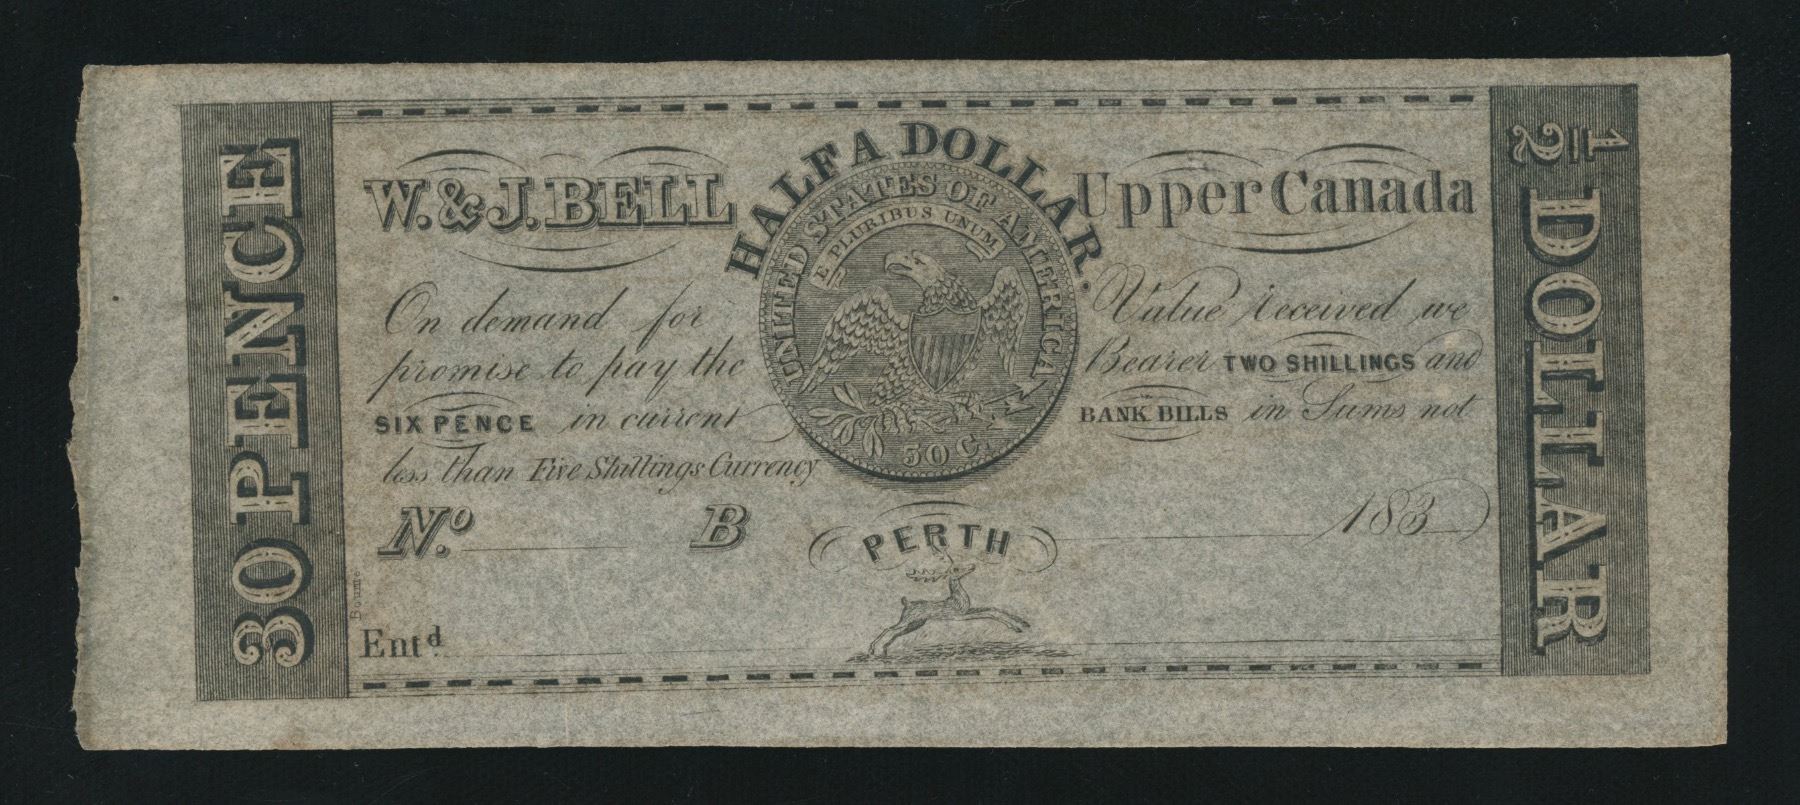 30 PENCE
W. & J. BELL
HALF A DOLLAR.
UNITED STATES OF AMERICA
E PLURIBUS UNUM
50 C.
Upper Canada
On demand for Value received we
promise to pay the Bearer TWO SHILLINGS and
SIX PENCE in current BANK BILLS in Sums not
less than Five Shillings Currency
No. B PERTH 183
Bourne
Entd.
1/2 DOLLAR